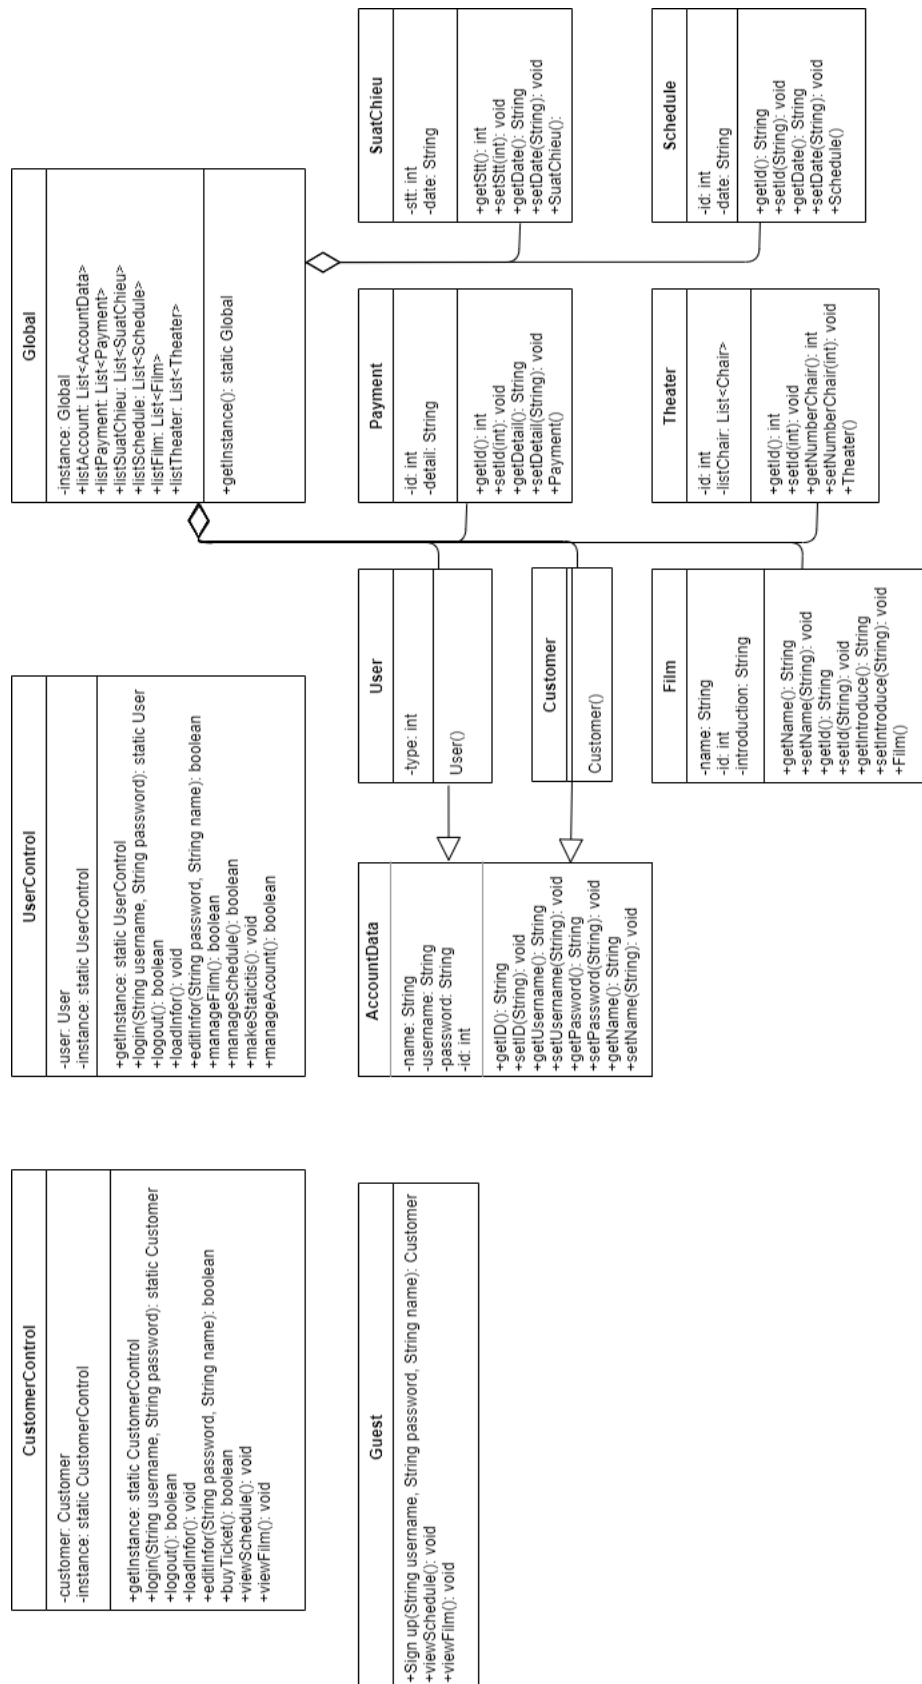 CustomerControl
-customer: Customer
-instance: static CustomerControl
+getInstance: static CustomerControl
+login(String username, String password): static Customer
+logout(): boolean
+loadInfor(): void
+editInfor(String password, String name): boolean
+buyTicket(): boolean
+viewSchedule(): void
+viewFilm(): void
UserControl
-user: User
-instance: static UserControl
+getInstance: static UserControl
+login(String username, String password): static User
+logout(): boolean
+loadInfor(): void
+editInfor(String password, String name): boolean
+manageFilm(): boolean
+manageSchedule(): boolean
+makeStatictis(): void
+manageAcount(): boolean
Global
-instance: Global
+listAccount: List<AccountData>
+listPayment: List<Payment>
+listSuatChieu: List<SuatChieu>
+listSchedule: List<Schedule>
+listFilm: List<Film>
+listTheater: List<Theater>
+getInstance(): static Global
Guest
+Sign up(String username, String password, String name): Customer
+viewSchedule(): void
+viewFilm(): void
AccountData
-name: String
-username: String
-password: String
-id: int
+getID(): String
+setID(String): void
+getUsername(): String
+setUsername(String): void
+getPasword(): String
+setPassword(String): void
+getName(): String
+setName(String): void
User
-type: int
User()
Customer
Customer()
Payment
-id: int
-detail: String
+getId(): int
+setId(int): void
+getDetail(): String
+setDetail(String): void
+Payment()
SuatChieu
-stt: int
-date: String
+getStt(): int
+setStt(int): void
+getDate(): String
+setDate(String): void
+SuatChieu():
Film
-name: String
-id: int
-introduction: String
+getName(): String
+setName(String): void
+getId(): String
+setId(String): void
+getIntroduce(): String
+setIntroduce(String): void
+Film()
Theater
-id: int
-listChair: List<Chair>
+getId(): int
+setId(int): void
+getNumberChair(): int
+setNumberChair(int): void
+Theater()
Schedule
-id: int
-date: String
+getId(): String
+setId(String): void
+getDate(): String
+setDate(String): void
+Schedule()